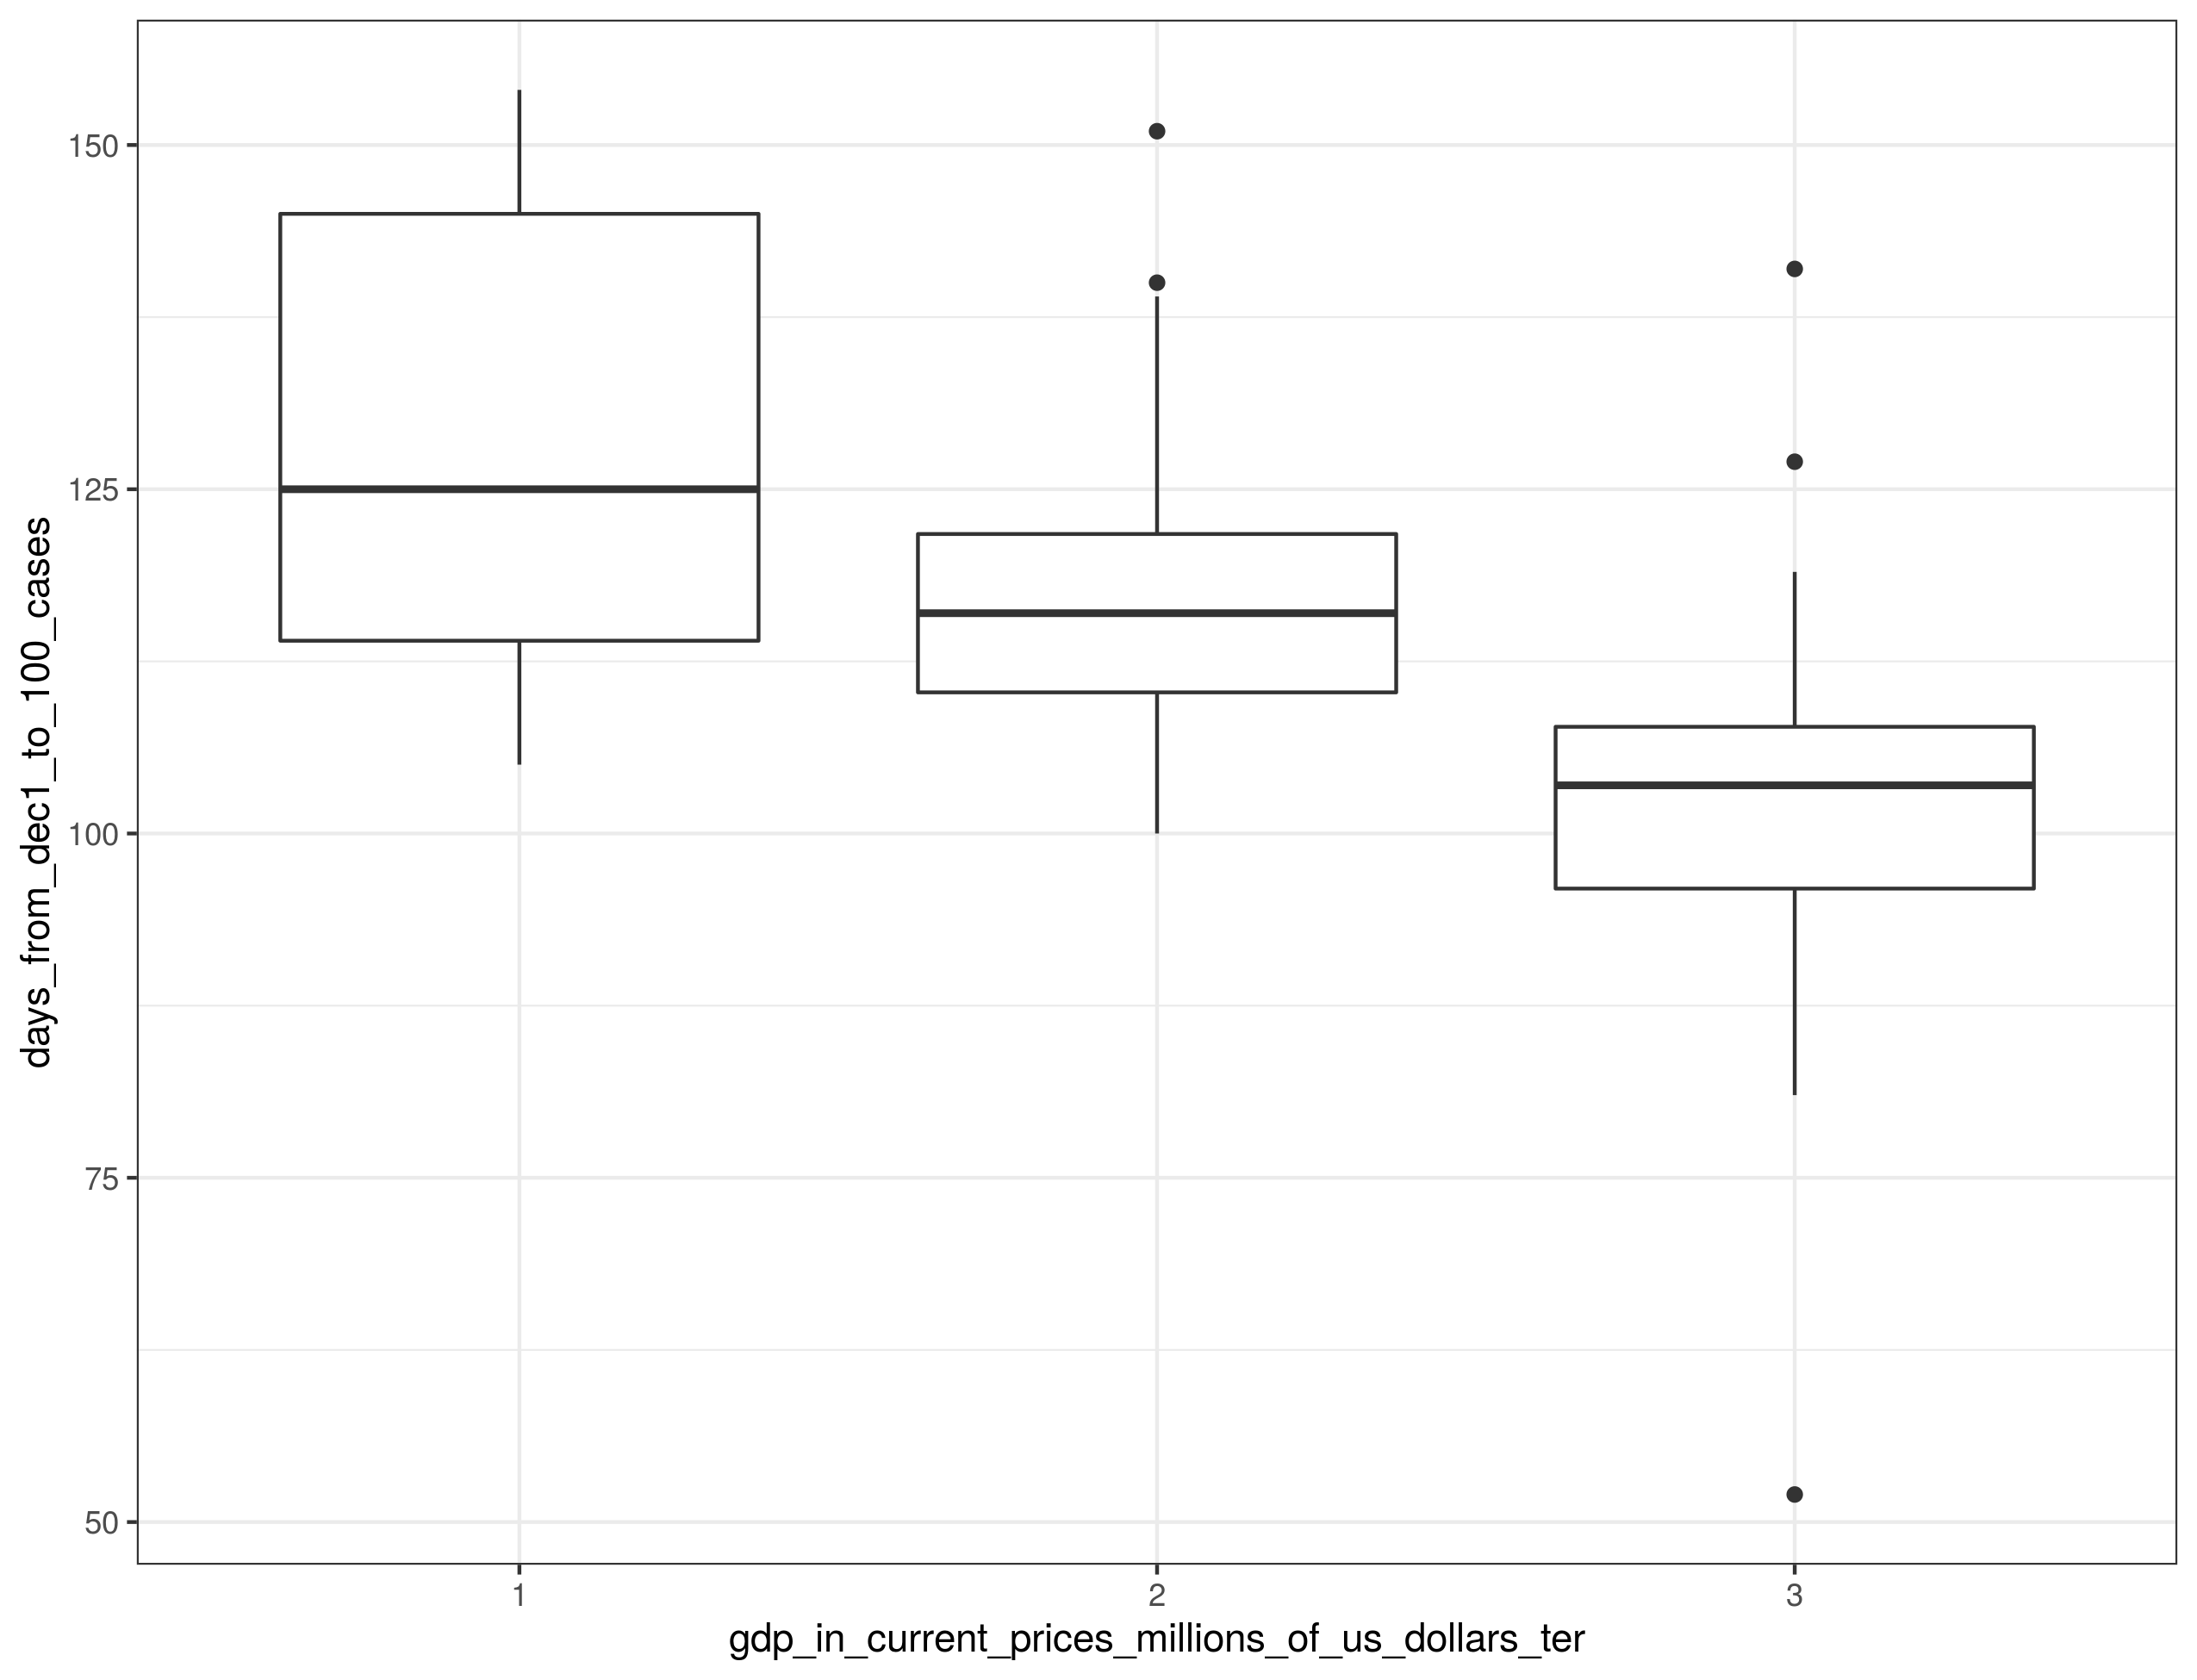 days_from_dec1_to_100_cases
150
125
100
75
50
1 2 3
gdp_in_current_prices_millions_of_us_dollars_ter